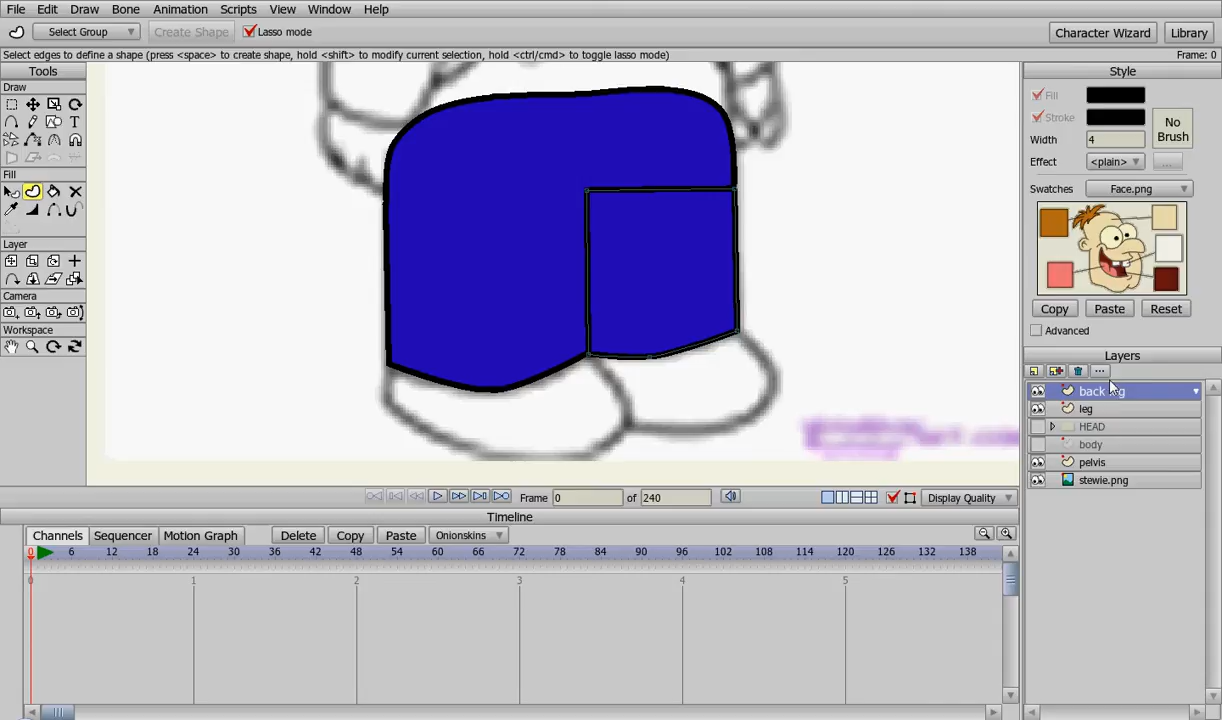 File Edit Draw Bone Animation Scripts View Window Help
Select Group Create Shape Lasso mode Character Wizard Library
Select edges to define a shape (press <space> to create shape, hold <shift> to modify current selection, hold <ctrl/cmd> to toggle lasso mode) Frame: 0
Tools
Draw
T
Fill
Layer
Camera
Workspace
Style
Fill
Stroke
No
Brush
Width 4
Effect <plain> ...
Swatches Face.png
Copy Paste Reset
Advanced
Layers
back
leg
HEAD
body
pelvis
stewie.png
Frame 0 of 240 Display Quality
Timeline
Channels Sequencer Motion Graph Delete Copy Paste Onionskins
0 6 12 18 24 30 36 42 48 54 60 66 72 78 84 90 96 102 108 114 120 126 132 138
0 1 2 3 4 5